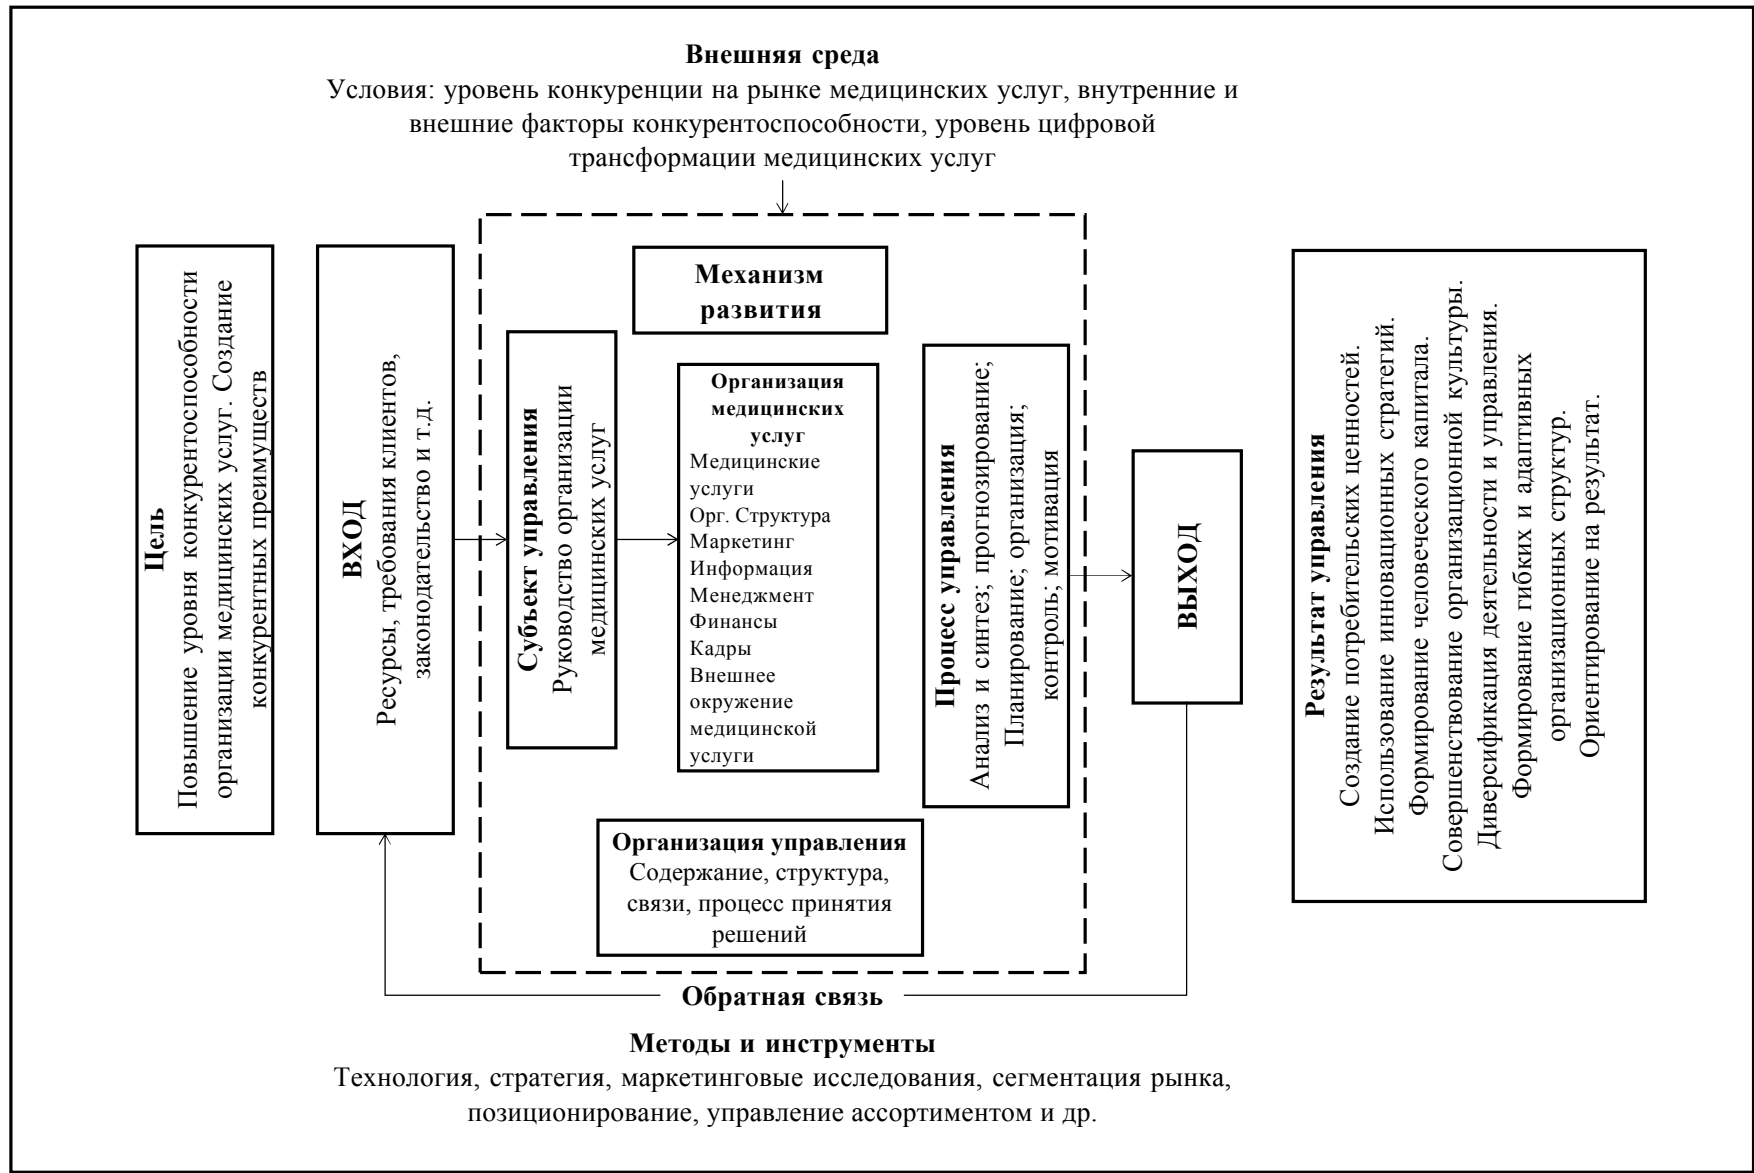 Внешняя среда
Условия: уровень конкуренции на рынке медицинских услуг, внутренние и
внешние факторы конкурентоспособности, уровень цифровой
трансформации медицинских услуг
Цель
Повышение уровня конкурентоспособности
организации медицинских услуг. Создание
конкурентных преимуществ
ВХОД
Ресурсы, требования клиентов,
законодательство и т.д.
Механизм
развития
Субъект управления
Руководство организации
медицинских услуг
Организация
медицинских
услуг
Медицинские
услуги
Орг. Структура
Маркетинг
Информация
Менеджмент
Финансы
Кадры
Внешнее
окружение
медицинской
услуги
Процесс управления
Анализ и синтез; прогнозирование;
Планирование; организация;
контроль; мотивация
Организация управления
Содержание, структура,
связи, процесс принятия
решений
ВЫХОД
Результат управления
Создание потребительских ценностей.
Использование инновационных стратегий.
Формирование человеческого капитала.
Совершенствование организационной культуры.
Диверсификация деятельности и управления.
Формирование гибких и адаптивных
организационных структур.
Ориентирование на результат.
Обратная связь
Методы и инструменты
Технология, стратегия, маркетинговые исследования, сегментация рынка,
позиционирование, управление ассортиментом и др.